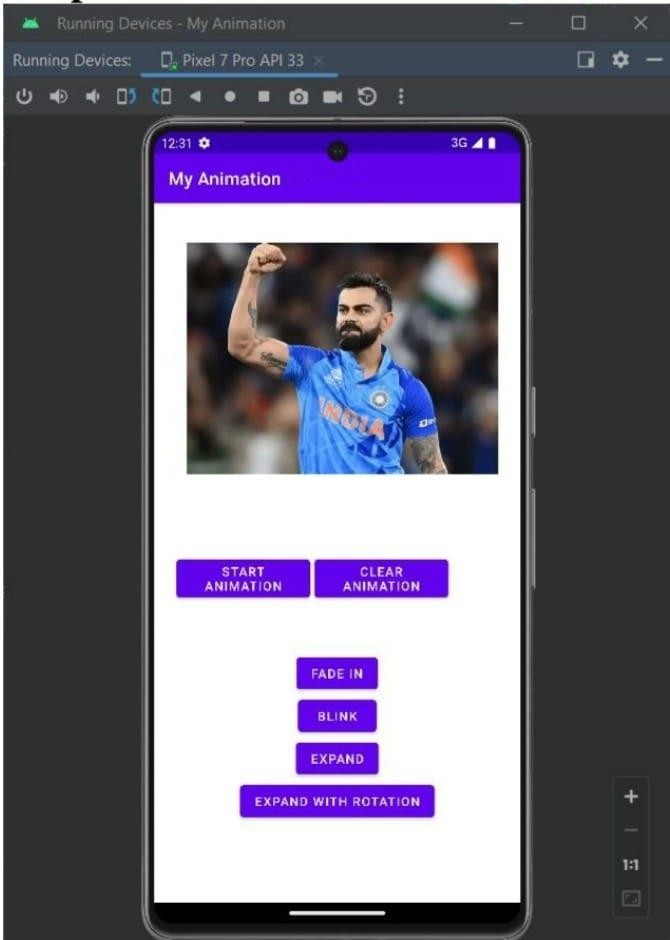 Running Devices - My Animation
Running Devices: Pixel 7 Pro API 33
12:31 3G
My Animation
INDIA
START
ANIMATION
CLEAR
ANIMATION
FADE IN
BLINK
EXPAND
EXPAND WITH ROTATION
1:1